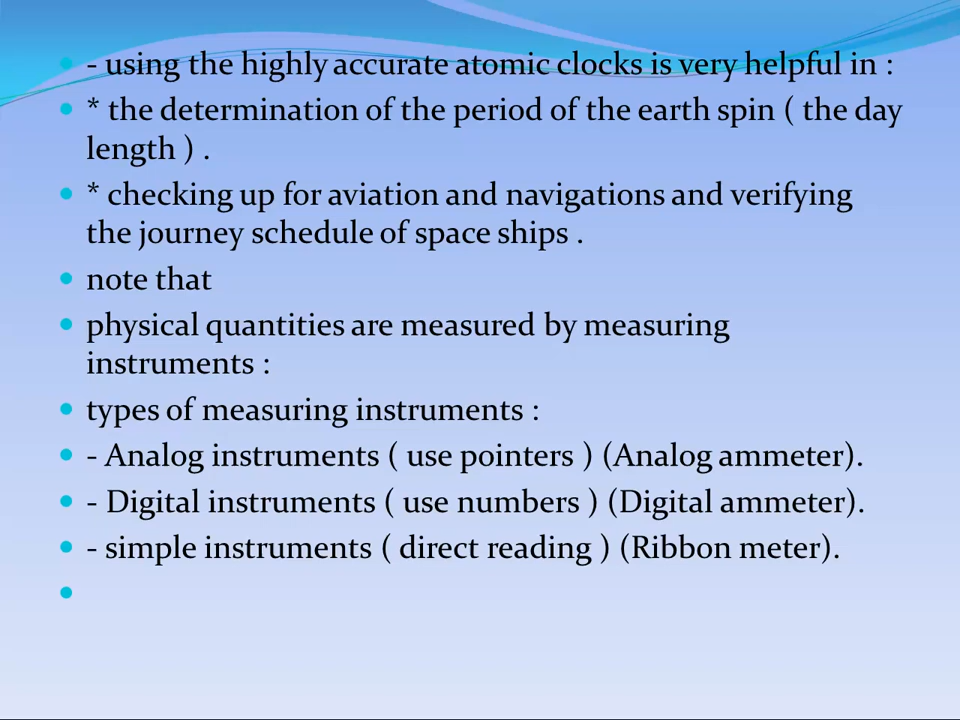 - using the highly accurate atomic clocks is very helpful in :
* the determination of the period of the earth spin ( the day
length ) .
* checking up for aviation and navigations and verifying
the journey schedule of space ships .
note that
physical quantities are measured by measuring
instruments :
types of measuring instruments :
- Analog instruments ( use pointers ) (Analog ammeter).
- Digital instruments ( use numbers ) (Digital ammeter).
- simple instruments ( direct reading ) (Ribbon meter).